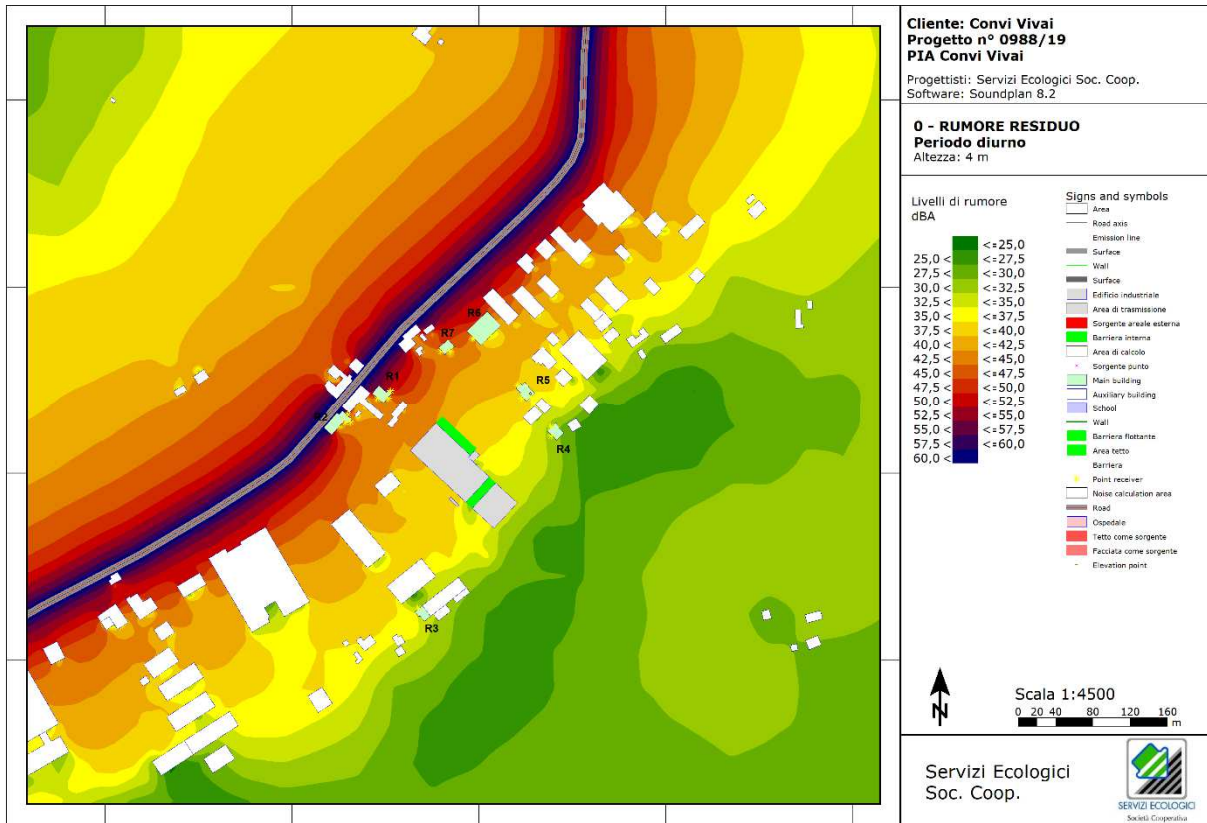 Cliente: Convi Vivai
Progetto n° 0988/19
PIA Convi Vivai
Progettisti: Servizi Ecologici Soc. Coop.
Software: Soundplan 8.2
0 - RUMORE RESIDUO
Periodo diurno
Altezza: 4 m
Livelli di rumore
dBA
<=25,0
25,0 < <=27,5
27,5 < <=30,0
30,0 < <=32,5
32,5 < <=35,0
35,0 < <=37,5
37,5 < <=40,0
40,0 < <=42,5
42,5 < <=45,0
45,0 < <=47,5
47,5 < <=50,0
50,0 < <=52,5
52,5 < <=55,0
55,0 < <=57,5
57,5 < <=60,0
60,0 <
Signs and symbols
Area
Road axis
Emission line
Surface
Wall
Surface
Edificio industriale
Area di trasmissione
Sorgente areale esterna
Barriera interna
Area di calcolo
Sorgente punto
Main building
Auxiliary building
School
Wall
Barriera flottante
Area tetto
Barriera
Point receiver
Noise calculation area
Road
Ospedale
Tetto come sorgente
Facciata come sorgente
Elevation point
R6
R7
R1
R5
R2
R4
R3
N
Scala 1:4500
0 20 40 80 120 160
m
Servizi Ecologici
Soc. Coop.
SERVIZI ECOLOGICI
Società Cooperativa